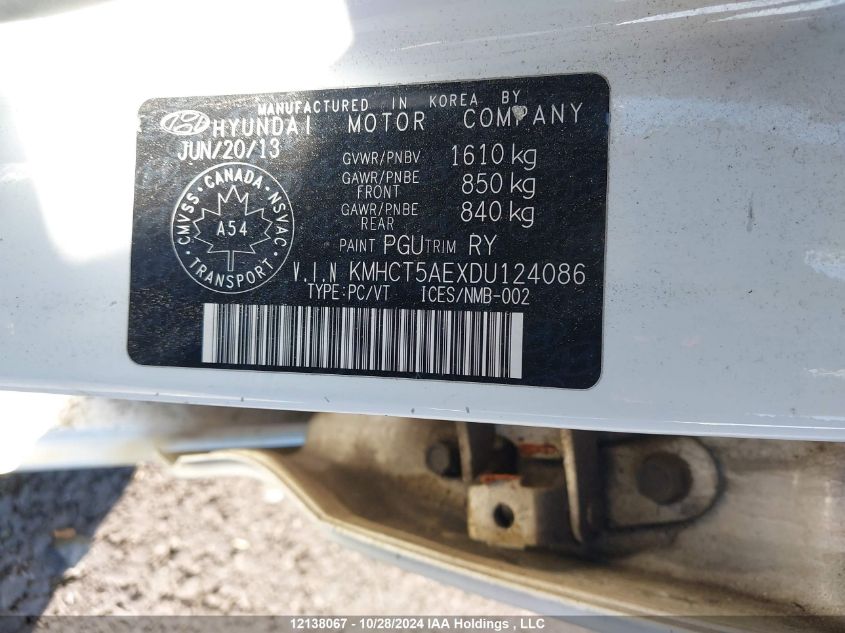 MANUFACTURED IN KOREA BY
HYUNDAI MOTOR COMPANY
JUN/20/13
GVWR/PNBV 1610 kg
GAWR/PNBE FRONT 850 kg
GAWR/PNBE REAR 840 kg
PAINT PGU TRIM RY
CMVSS · CANADA · NSVAC
A54
TRANSPORT
V.I.N KMHCT5AEXDU124086
TYPE:PC/VT ICES/NMB-002
12138067 - 10/28/2024 IAA Holdings , LLC